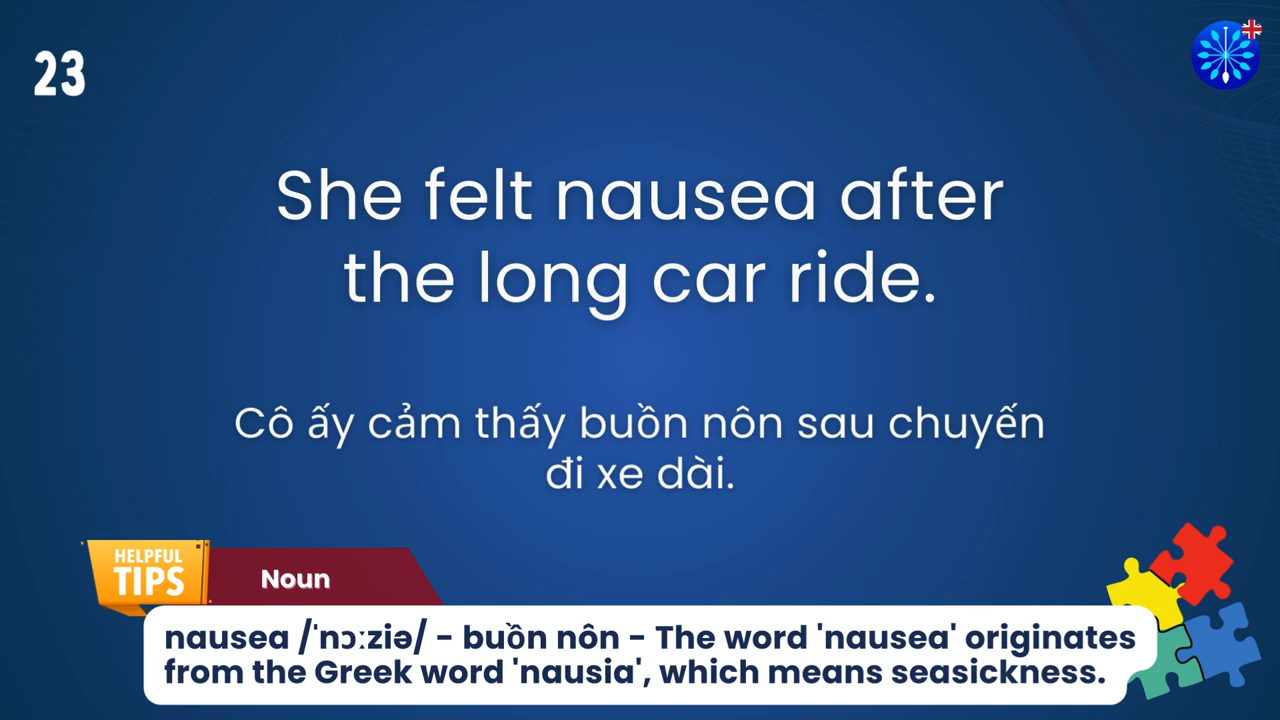 23
She felt nausea after
the long car ride.
Cô ấy cảm thấy buồn nôn sau chuyến
đi xe dài.
HELPFUL
TIPS
Noun
nausea /ˈnɔːziə/ - buồn nôn - The word 'nausea' originates
from the Greek word 'nausia', which means seasickness.